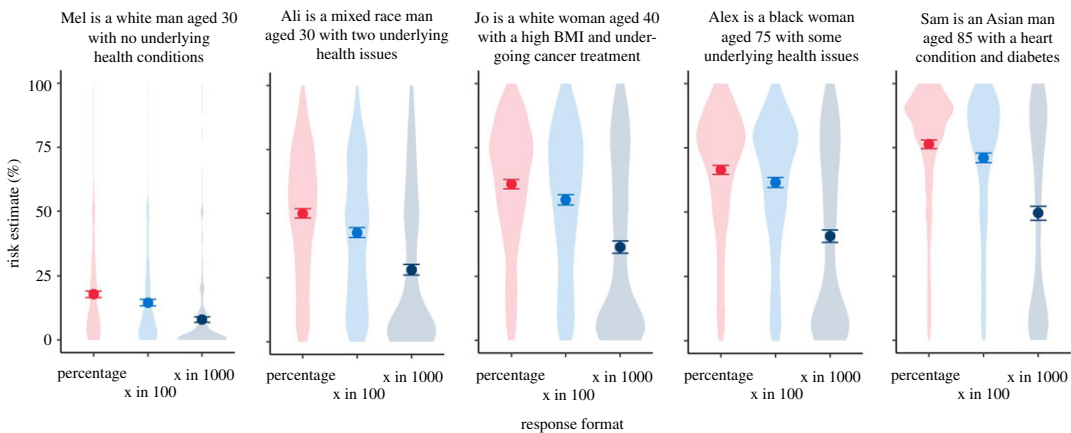 Mel is a white man aged 30
with no underlying
health conditions
Ali is a mixed race man
aged 30 with two underlying
health issues
Jo is a white woman aged 40
with a high BMI and under-
going cancer treatment
Alex is a black woman
aged 75 with some
underlying health issues
Sam is an Asian man
aged 85 with a heart
condition and diabetes
risk estimate (%)
100
75
50
25
0
percentage
x in 100
x in 1000
percentage
x in 100
x in 1000
percentage
x in 100
x in 1000
percentage
x in 100
x in 1000
percentage
x in 100
x in 1000
response format